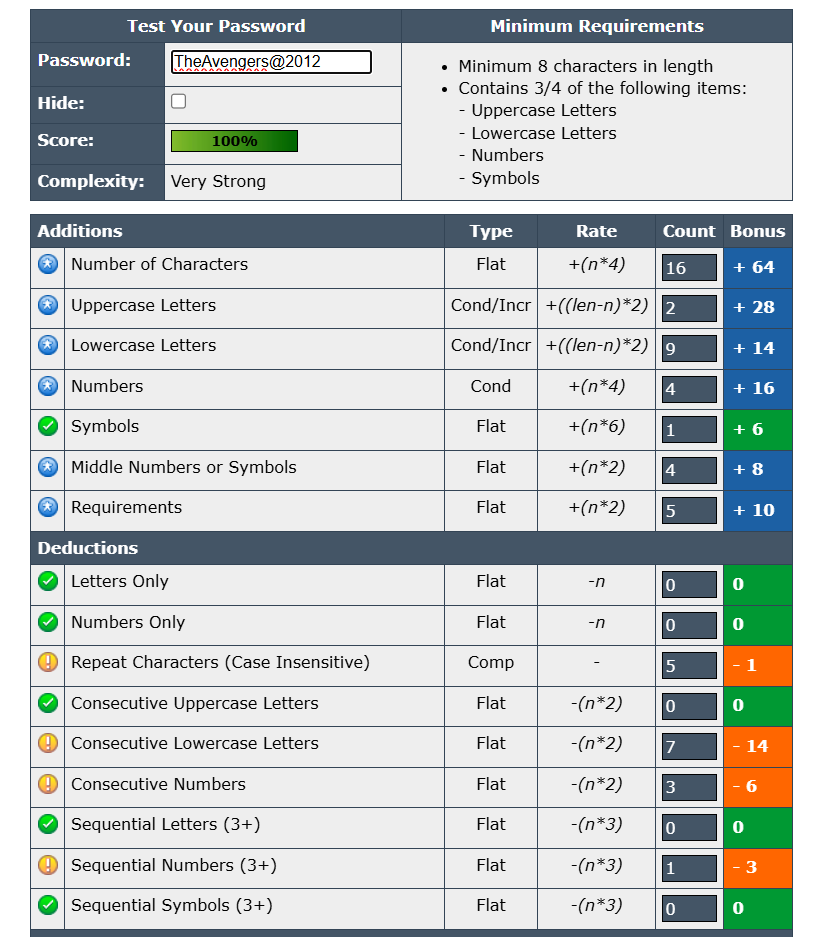 Test Your Password
Minimum Requirements
Password:
TheAvengers@2012
Hide:
Score:
100%
Complexity:
Very Strong
• Minimum 8 characters in length
• Contains 3/4 of the following items:
- Uppercase Letters
- Lowercase Letters
- Numbers
- Symbols
Additions Type Rate Count Bonus
Number of Characters Flat +(n*4) 16 + 64
Uppercase Letters Cond/Incr +((len-n)*2) 2 + 28
Lowercase Letters Cond/Incr +((len-n)*2) 9 + 14
Numbers Cond +(n*4) 4 + 16
Symbols Flat +(n*6) 1 + 6
Middle Numbers or Symbols Flat +(n*2) 4 + 8
Requirements Flat +(n*2) 5 + 10
Deductions
Letters Only Flat -n 0 0
Numbers Only Flat -n 0 0
Repeat Characters (Case Insensitive) Comp - 5 - 1
Consecutive Uppercase Letters Flat -(n*2) 0 0
Consecutive Lowercase Letters Flat -(n*2) 7 - 14
Consecutive Numbers Flat -(n*2) 3 - 6
Sequential Letters (3+) Flat -(n*3) 0 0
Sequential Numbers (3+) Flat -(n*3) 1 - 3
Sequential Symbols (3+) Flat -(n*3) 0 0